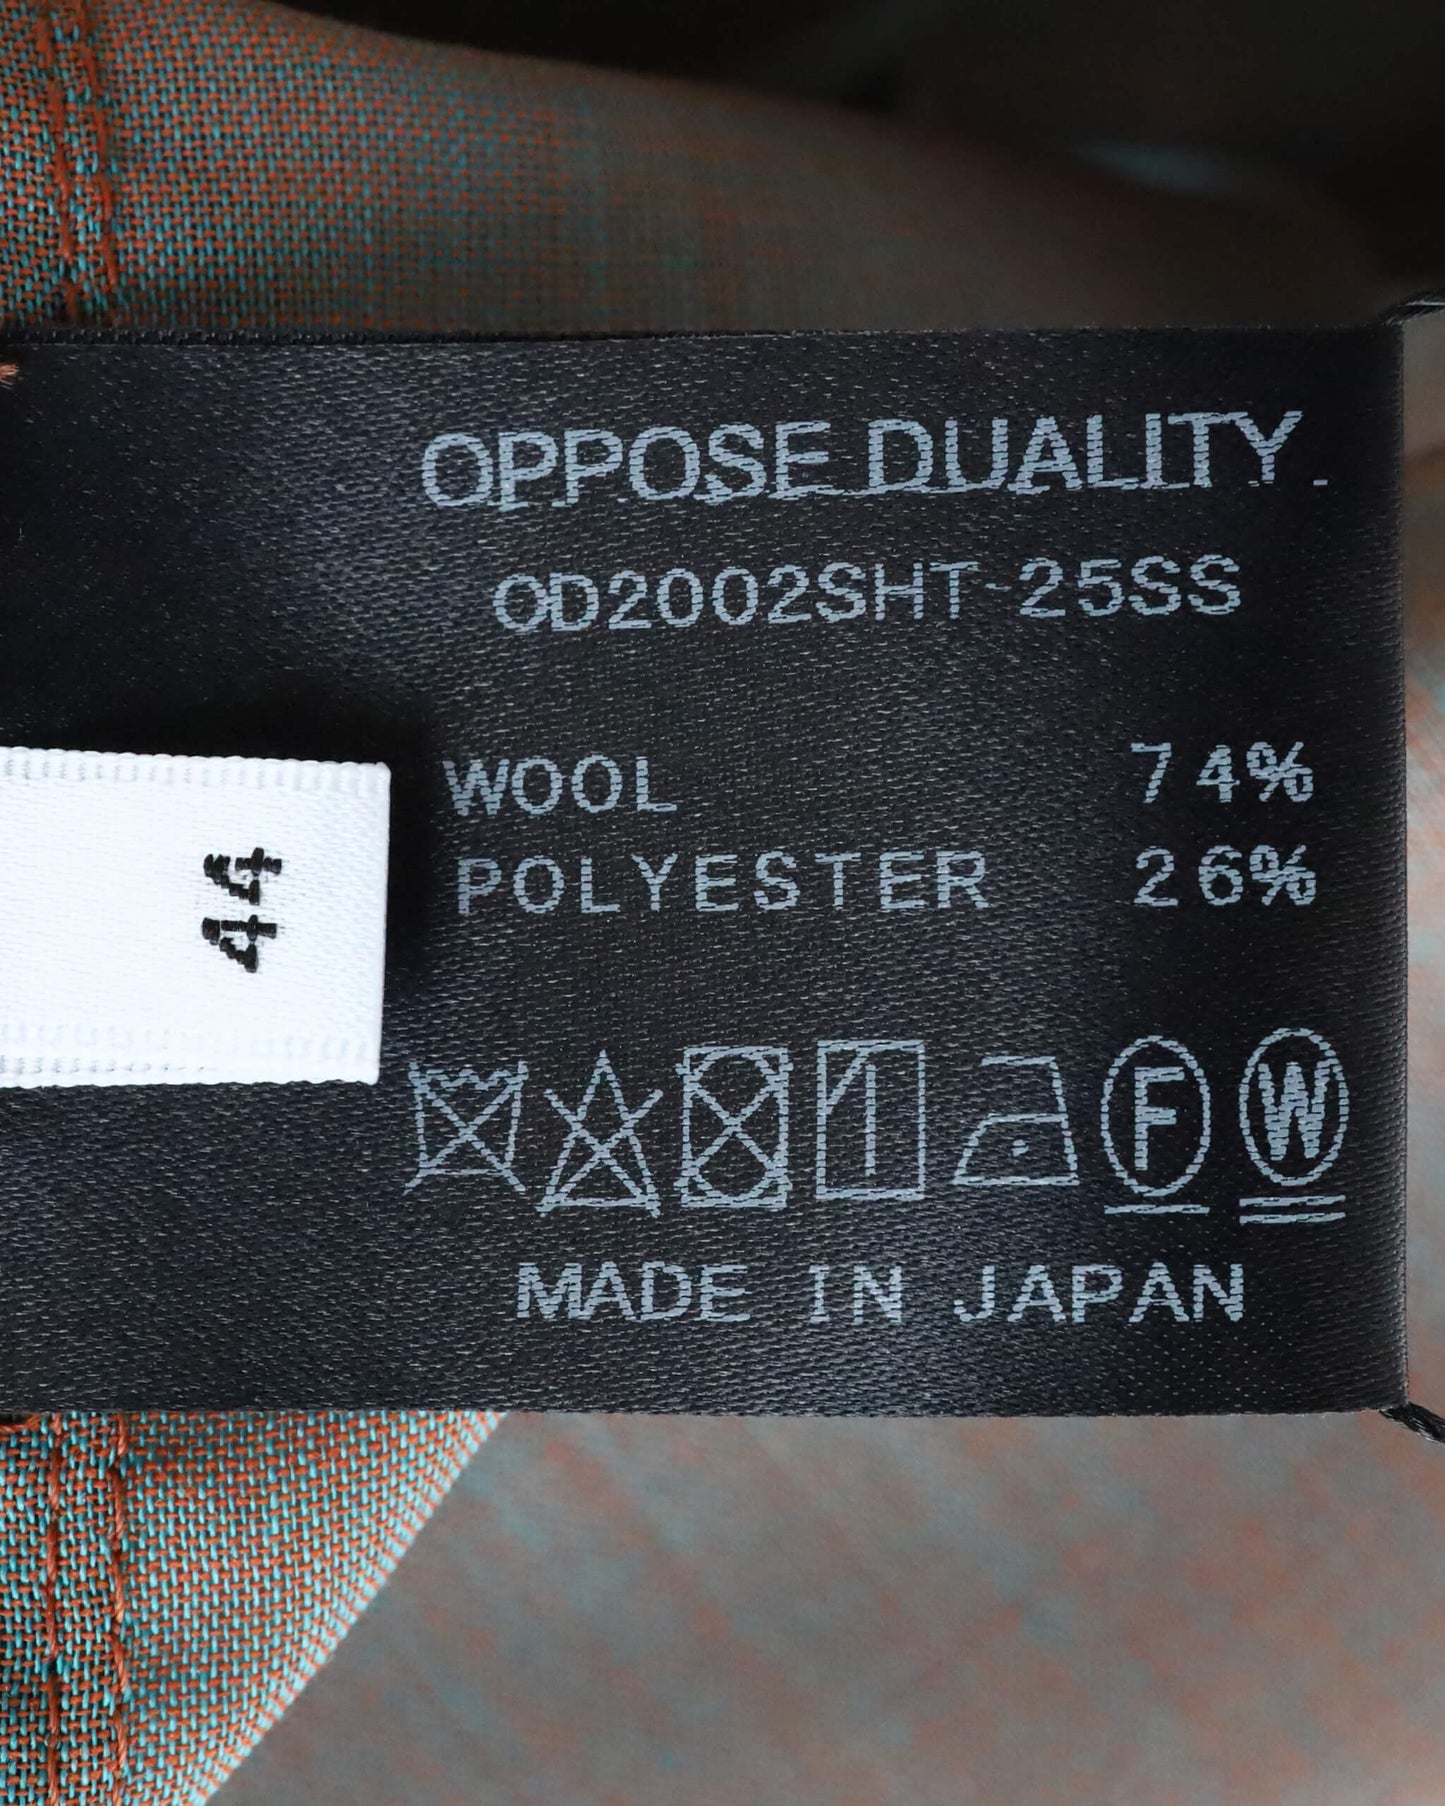 OPPOSE DUALITY
OD2002SHT-25SS
WOOL 74%
POLYESTER 26%
44
F W
MADE IN JAPAN